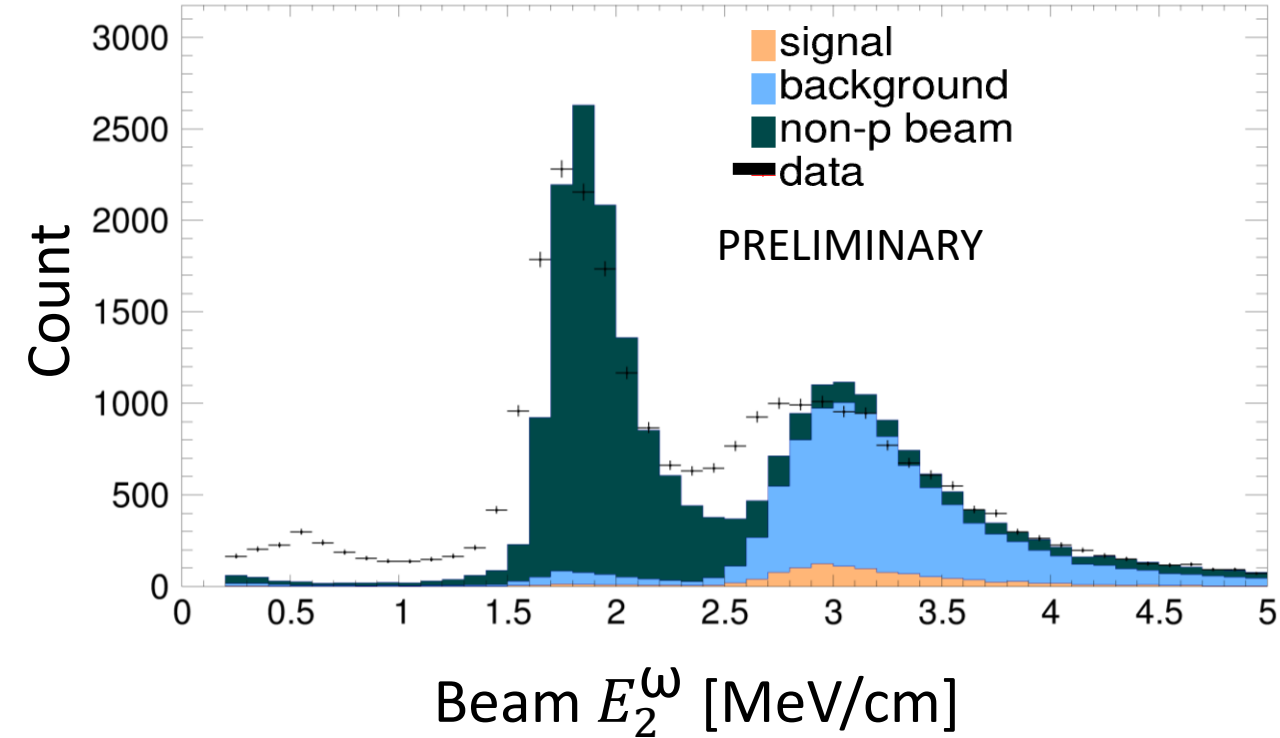 3000
2500
2000
1500
1000
500
0
Count
signal
background
non-p beam
data
PRELIMINARY
0 0.5 1 1.5 2 2.5 3 3.5 4 4.5 5
Beam E₂^ω [MeV/cm]